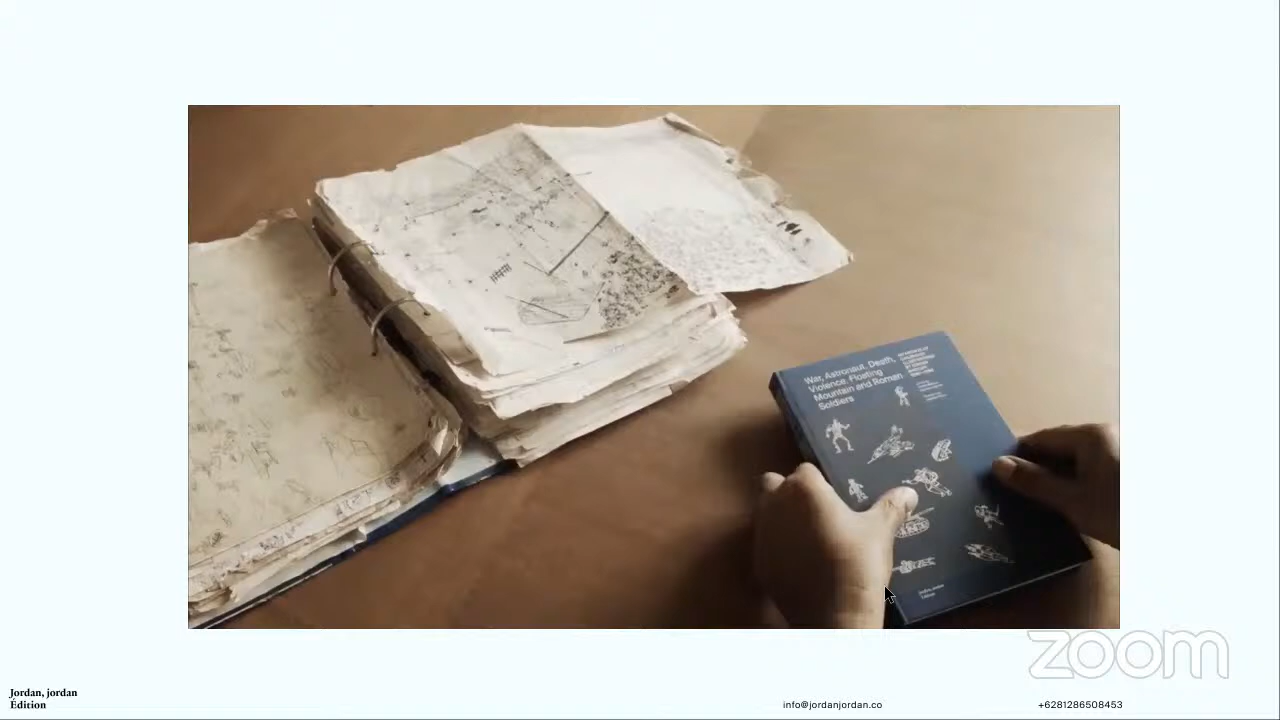 War, Astronaut, Death,
Violence, Floating
Mountain and Roman
Soldiers
zoom
Jordan, jordan
Édition
info@jordanjordan.co
+6281286508453